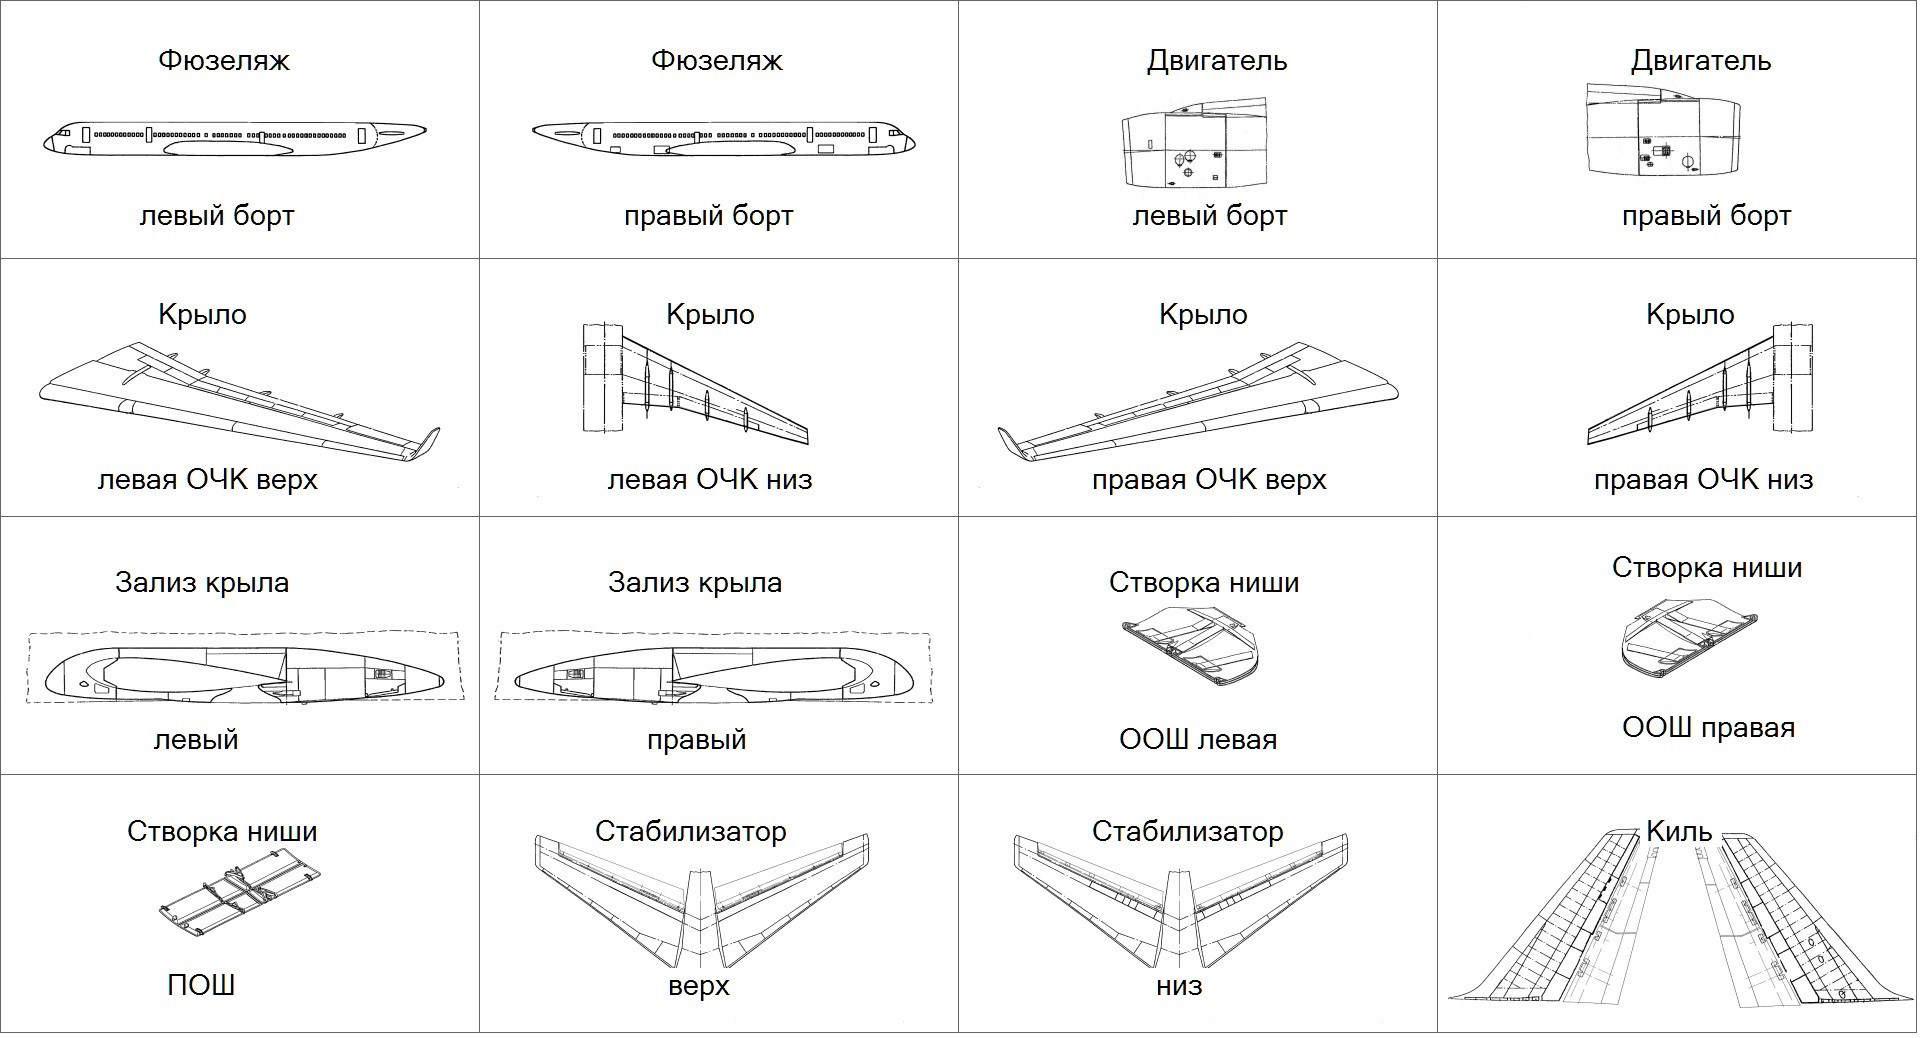 Фюзеляж
левый борт
Фюзеляж
правый борт
Двигатель
левый борт
Двигатель
правый борт
Крыло
левая ОЧК верх
Крыло
левая ОЧК низ
Крыло
правая ОЧК верх
Крыло
правая ОЧК низ
Зализ крыла
левый
Зализ крыла
правый
Створка ниши
ООШ левая
Створка ниши
ООШ правая
Створка ниши
ПОШ
Стабилизатор
верх
Стабилизатор
низ
Киль